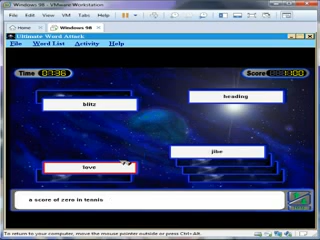 Windows 98 - VMware Workstation
File Edit View VM Tabs Help
Home Windows 98
Ultimate Word Attack
File Word List Activity Help
Time Score
blitz
heading
jibe
love
a score of zero in tennis
To return to your computer, move the mouse pointer outside or press Ctrl+Alt.